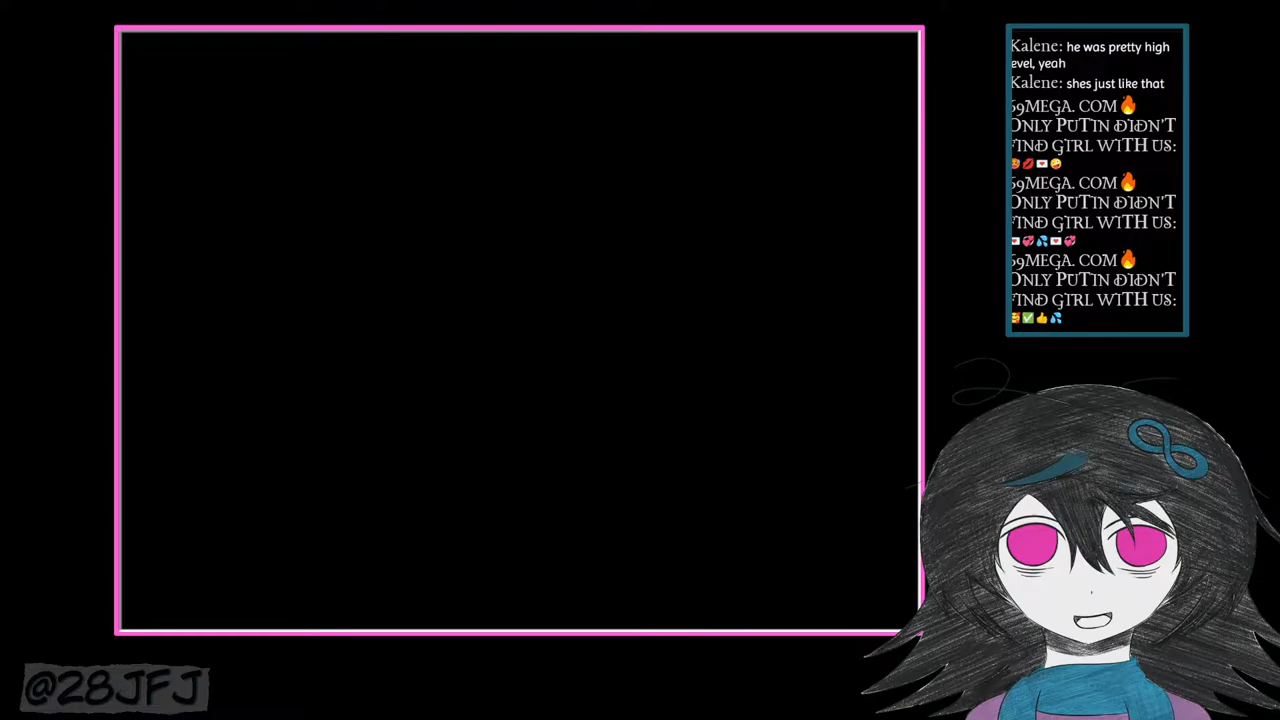 Kalene: he was pretty high
evel, yeah
Kalene: shes just like that
69MEGA. COM🔥
ONLY PUTIN DIDN'T
FIND GIRL WITH US:
🥵💋💌🤪
69MEGA. COM🔥
ONLY PUTIN DIDN'T
FIND GIRL WITH US:
💌💞💦💌💞
69MEGA. COM🔥
ONLY PUTIN DIDN'T
FIND GIRL WITH US:
🥰✅👍💦
@28JFJ